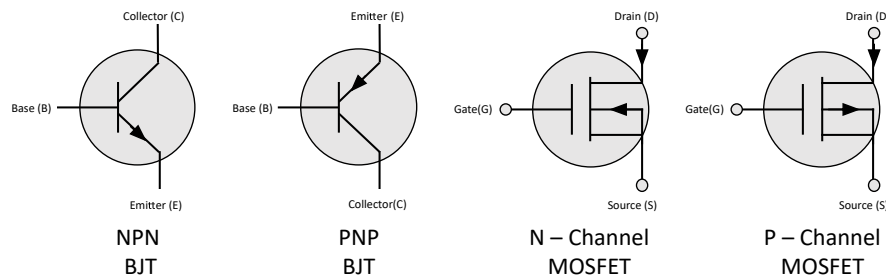 Collector (C)
Base (B)
Emitter (E)
NPN
BJT
Emitter (E)
Base (B)
Collector(C)
PNP
BJT
Drain (D)
Gate(G)
Source (S)
N – Channel
MOSFET
Drain (D
Gate(G)
Source (S)
P – Channel
MOSFET